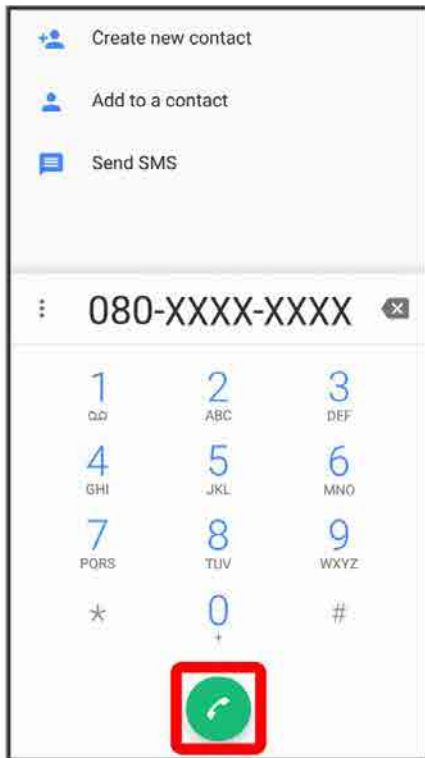 Create new contact
Add to a contact
Send SMS
080-XXXX-XXXX
1 2 3
ABC DEF
4 5 6
GHI JKL MNO
7 8 9
PQRS TUV WXYZ
* 0 #
+